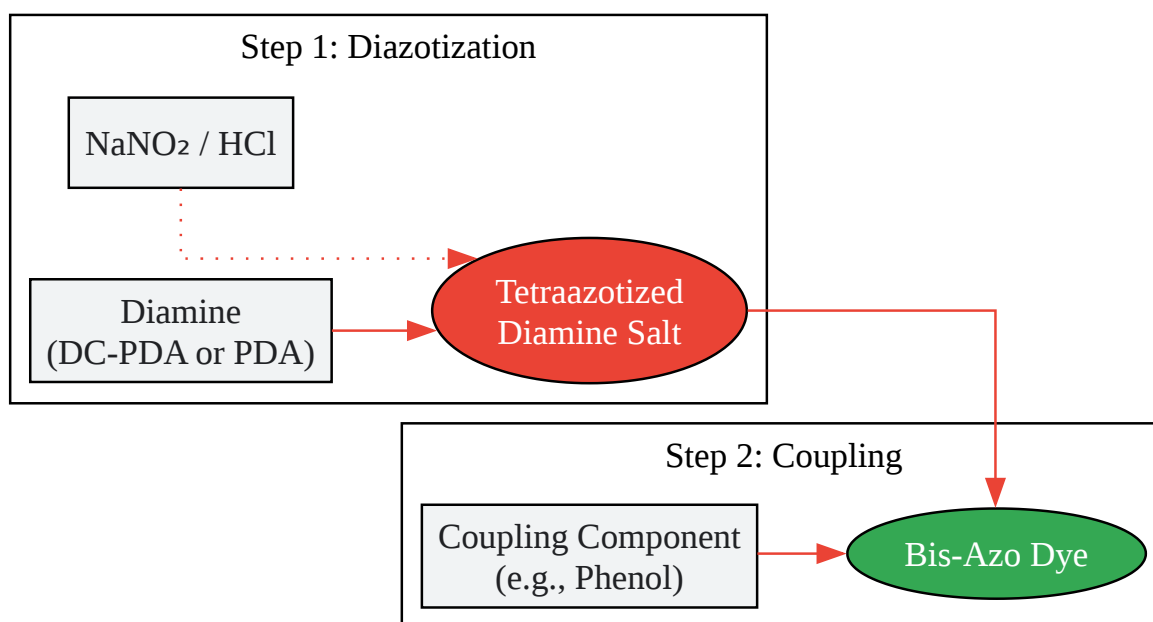 Step 1: Diazotization
NaNO₂ / HCl
Diamine
(DC-PDA or PDA)
Tetraazotized
Diamine Salt
Step 2: Coupling
Coupling Component
(e.g., Phenol)
Bis-Azo Dye